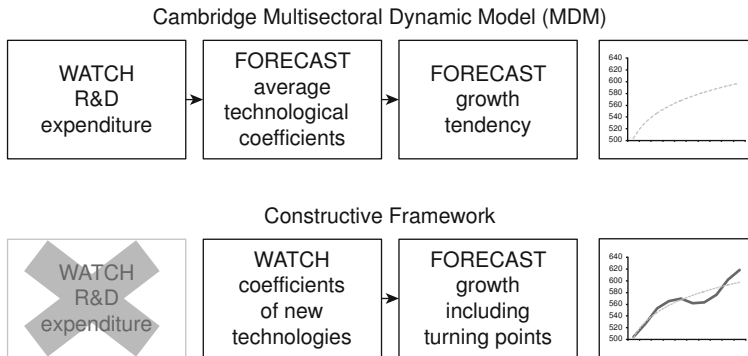 Cambridge Multisectoral Dynamic Model (MDM)
WATCH
R&D
expenditure
FORECAST
average
technological
coefficients
FORECAST
growth
tendency
640
620
600
580
560
540
520
500
Constructive Framework
WATCH
R&D
expenditure
WATCH
coefficients
of new
technologies
FORECAST
growth
including
turning points
640
620
600
580
560
540
520
500